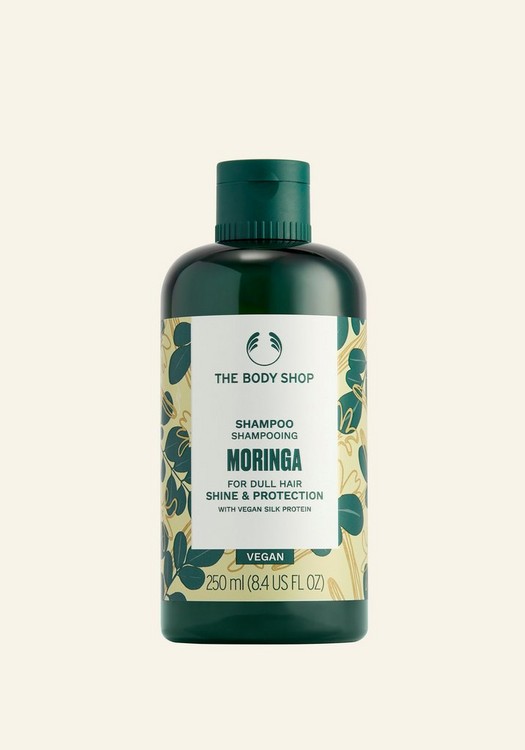 THE BODY SHOP
SHAMPOO
SHAMPOOING
MORINGA
FOR DULL HAIR
SHINE & PROTECTION
WITH VEGAN SILK PROTEIN
VEGAN
250 ml (8.4 US FL OZ)